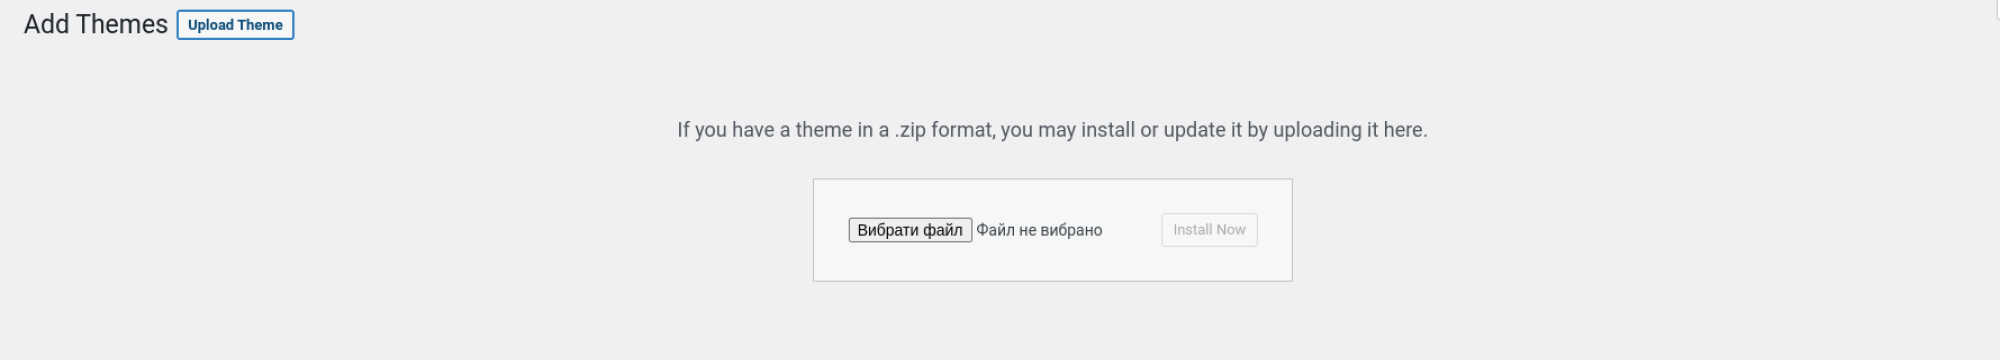 Add Themes Upload Theme
If you have a theme in a .zip format, you may install or update it by uploading it here.
Вибрати файл Файл не вибрано Install Now